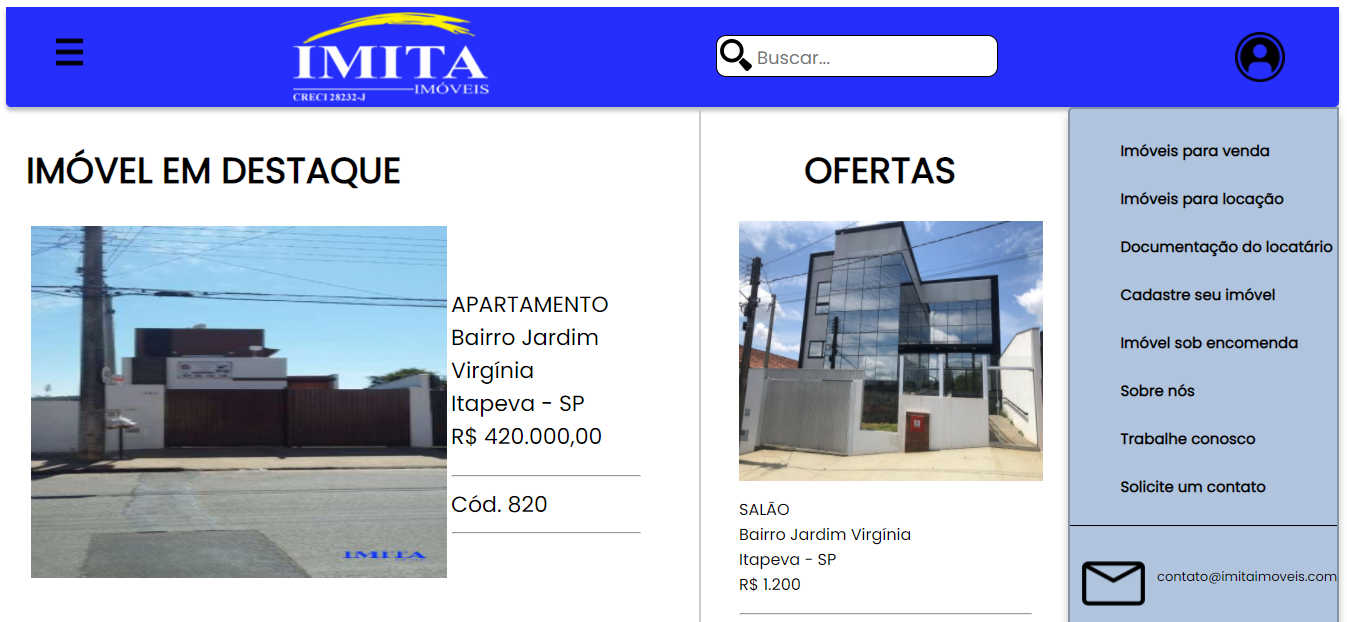 IMITA
IMÓVEIS
CRECI 28232-J
Buscar...
IMÓVEL EM DESTAQUE
APARTAMENTO
Bairro Jardim
Virgínia
Itapeva - SP
R$ 420.000,00
Cód. 820
IMITA
OFERTAS
SALÃO
Bairro Jardim Virgínia
Itapeva - SP
R$ 1.200
Imóveis para venda
Imóveis para locação
Documentação do locatário
Cadastre seu imóvel
Imóvel sob encomenda
Sobre nós
Trabalhe conosco
Solicite um contato
contato@imitaimoveis.com